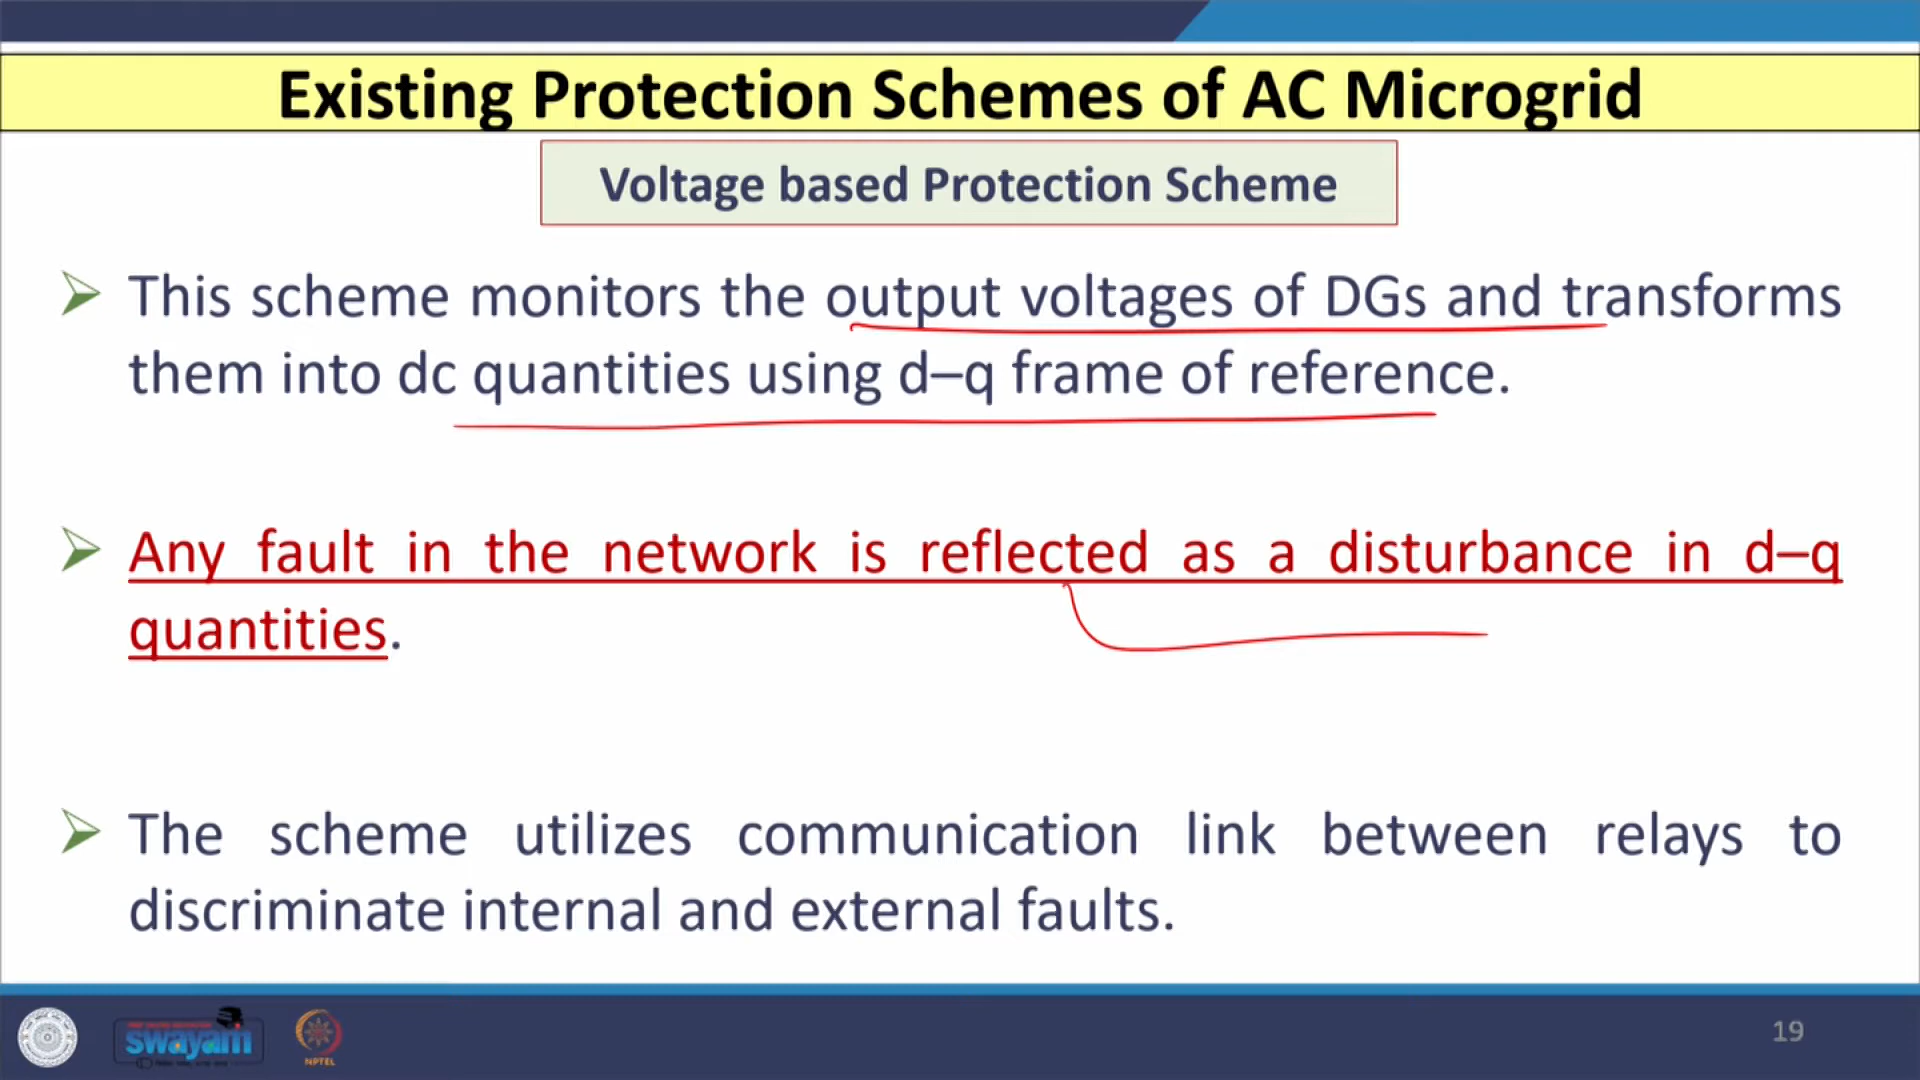 Existing Protection Schemes of AC Microgrid
Voltage based Protection Scheme
This scheme monitors the output voltages of DGs and transforms
them into dc quantities using d–q frame of reference.
Any fault in the network is reflected as a disturbance in d–q
quantities.
The scheme utilizes communication link between relays to
discriminate internal and external faults.
swayam
NPTEL
19